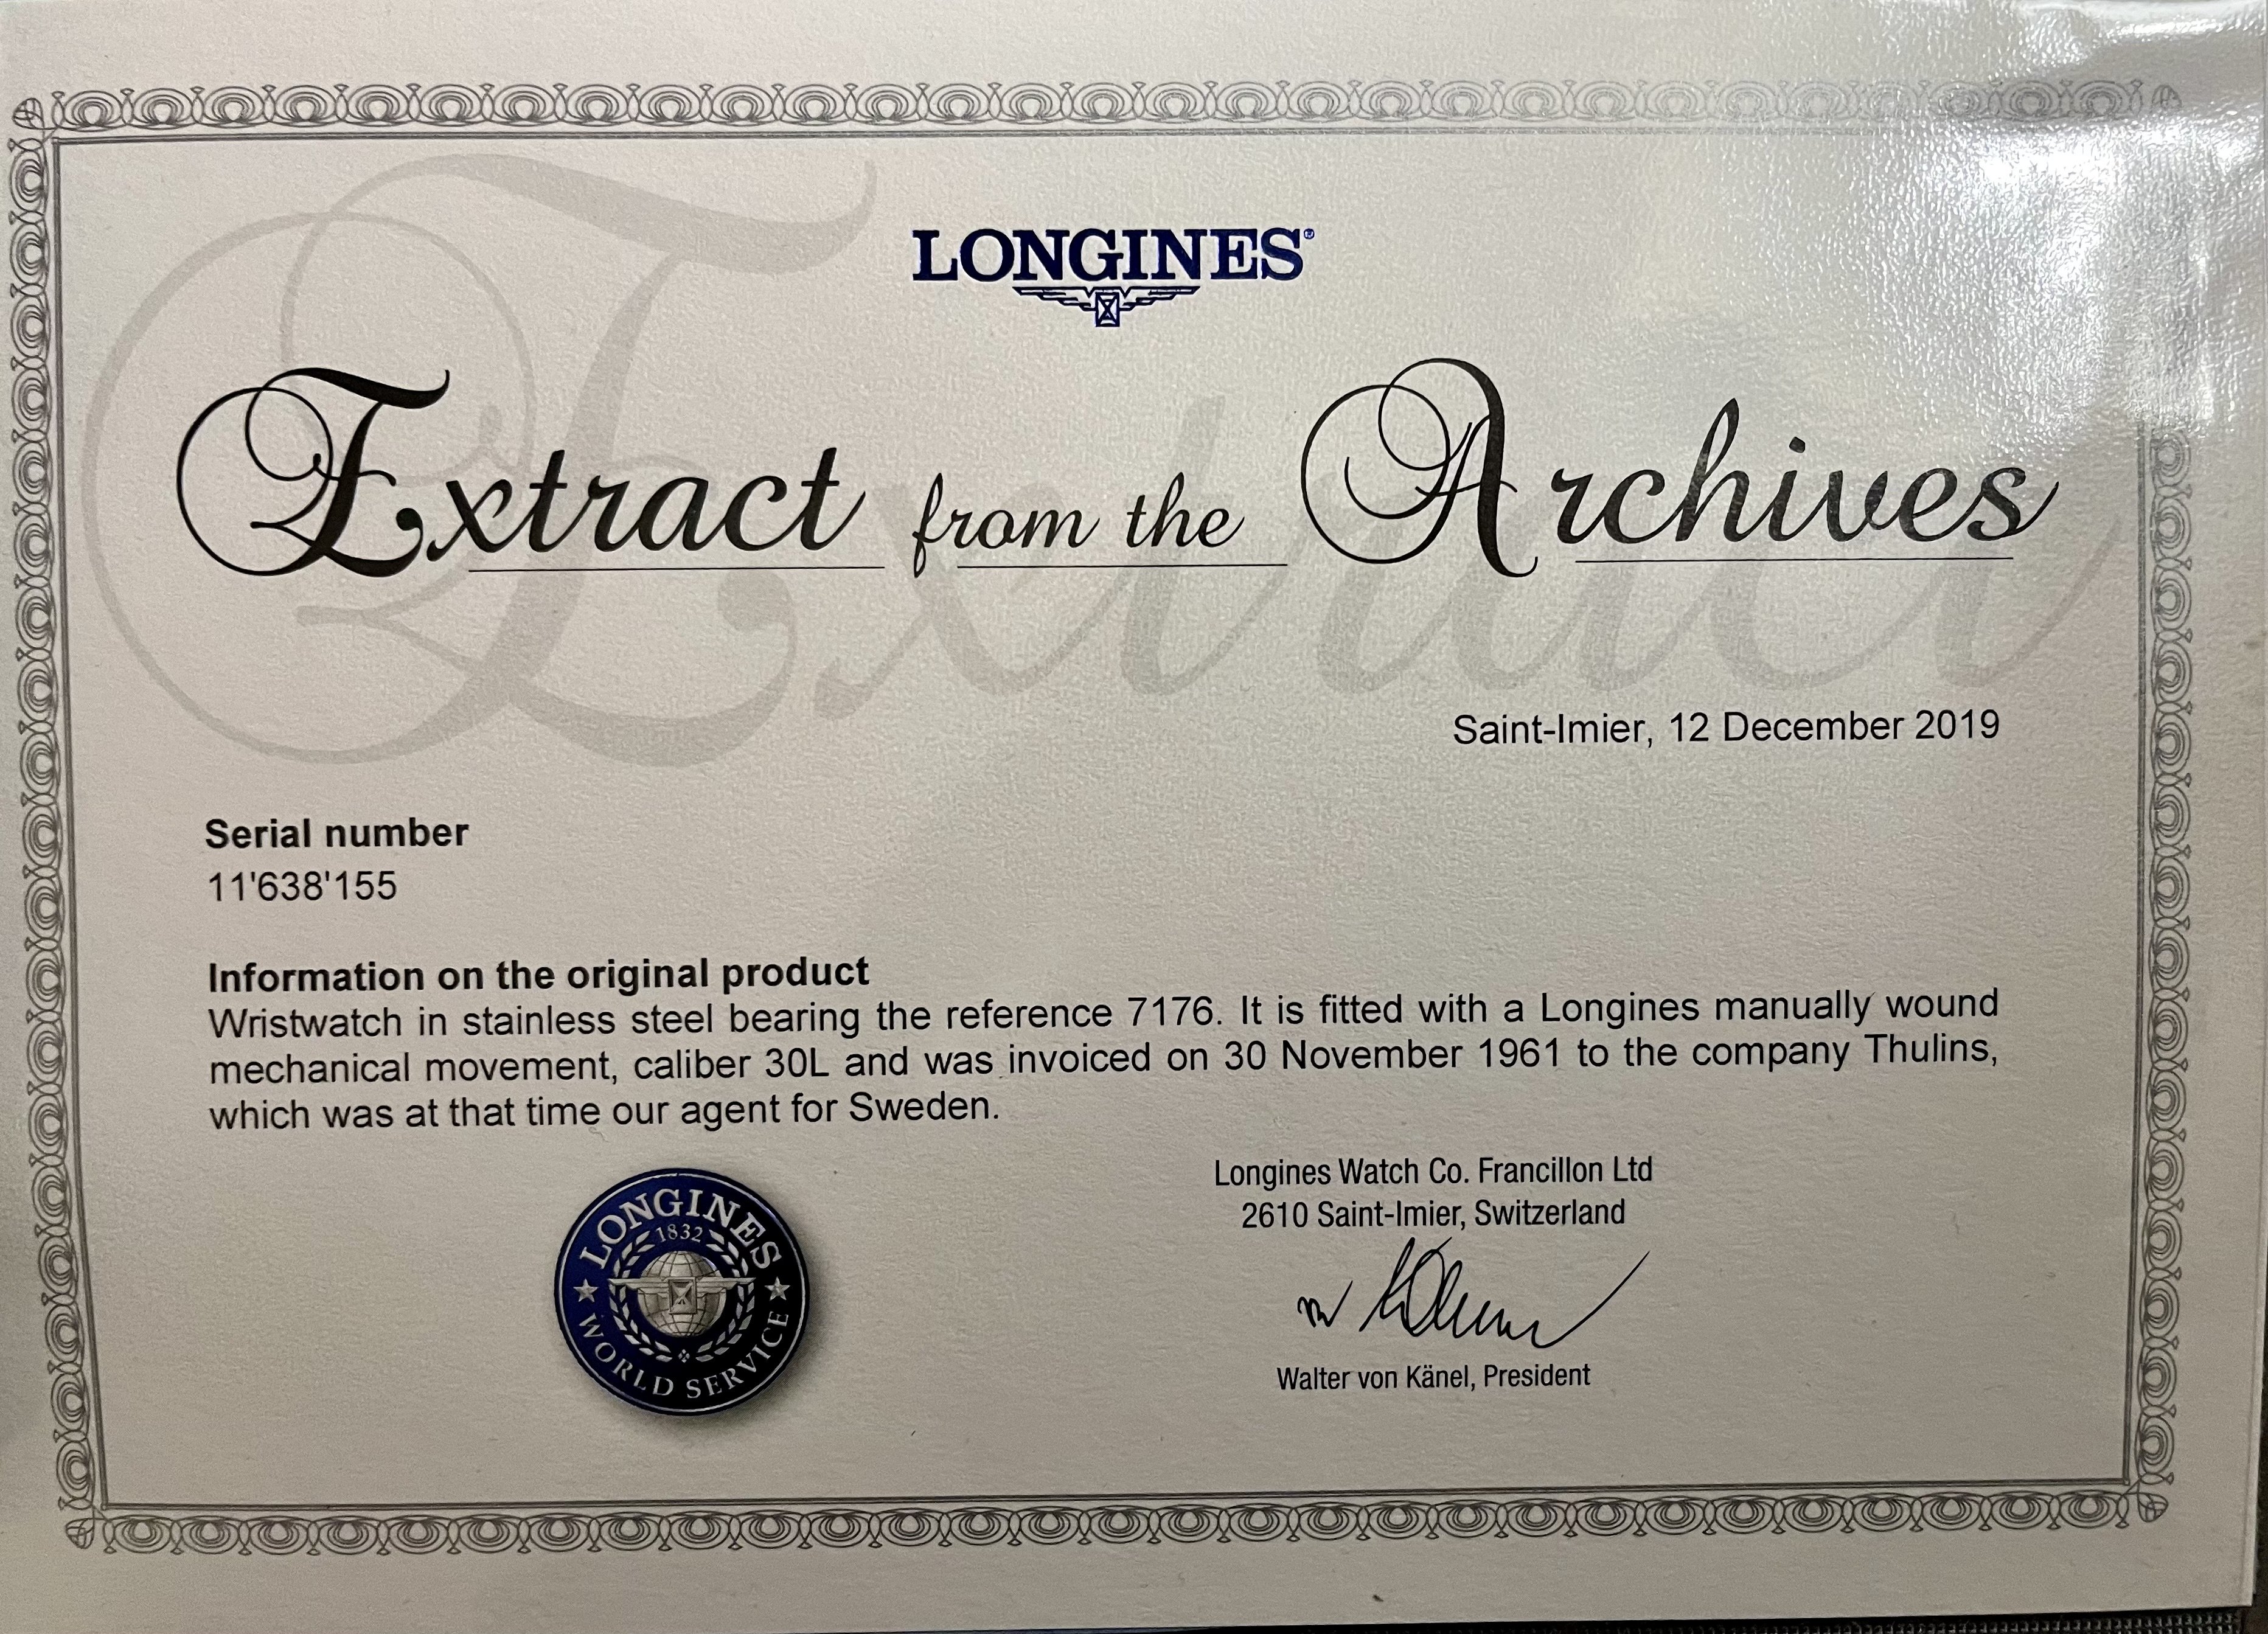 LONGINES®
Extract from the Archives
Extract
Saint-Imier, 12 December 2019
Serial number
11'638'155
Information on the original product
Wristwatch in stainless steel bearing the reference 7176. It is fitted with a Longines manually wound
mechanical movement, caliber 30L and was invoiced on 30 November 1961 to the company Thulins,
which was at that time our agent for Sweden.
Longines Watch Co. Francillon Ltd
2610 Saint-Imier, Switzerland
LONGINES
1832
WORLD SERVICE
Walter von Känel, President